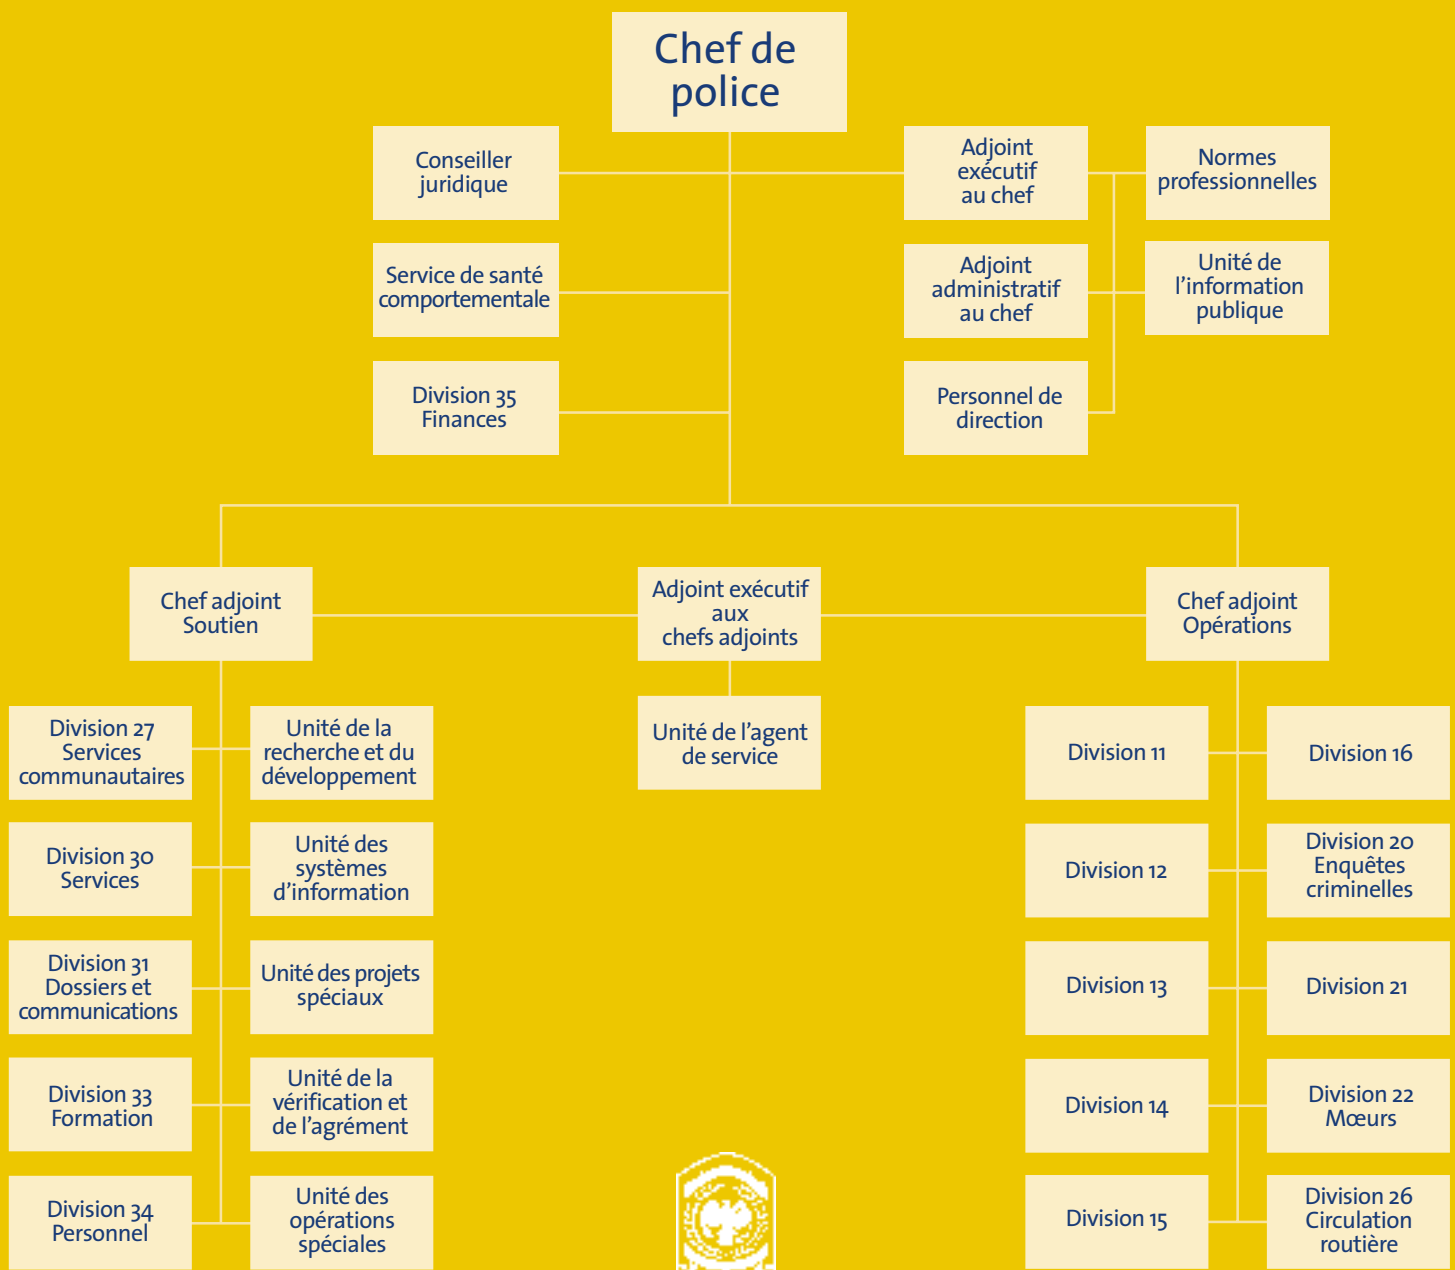 Chef de
police
Conseiller
juridique
Adjoint
exécutif
au chef
Normes
professionnelles
Service de santé
comportementale
Adjoint
administratif
au chef
Unité de
l'information
publique
Division 35
Finances
Personnel de
direction
Chef adjoint
Soutien
Adjoint exécutif
aux
chefs adjoints
Chef adjoint
Opérations
Unité de l'agent
de service
Division 27
Services
communautaires
Unité de la
recherche et du
développement
Division 30
Services
Unité des
systèmes
d'information
Division 31
Dossiers et
communications
Unité des projets
spéciaux
Division 33
Formation
Unité de la
vérification et
de l'agrément
Division 34
Personnel
Unité des
opérations
spéciales
Division 11
Division 16
Division 12
Division 20
Enquêtes
criminelles
Division 13
Division 21
Division 14
Division 22
Mœurs
Division 15
Division 26
Circulation
routière